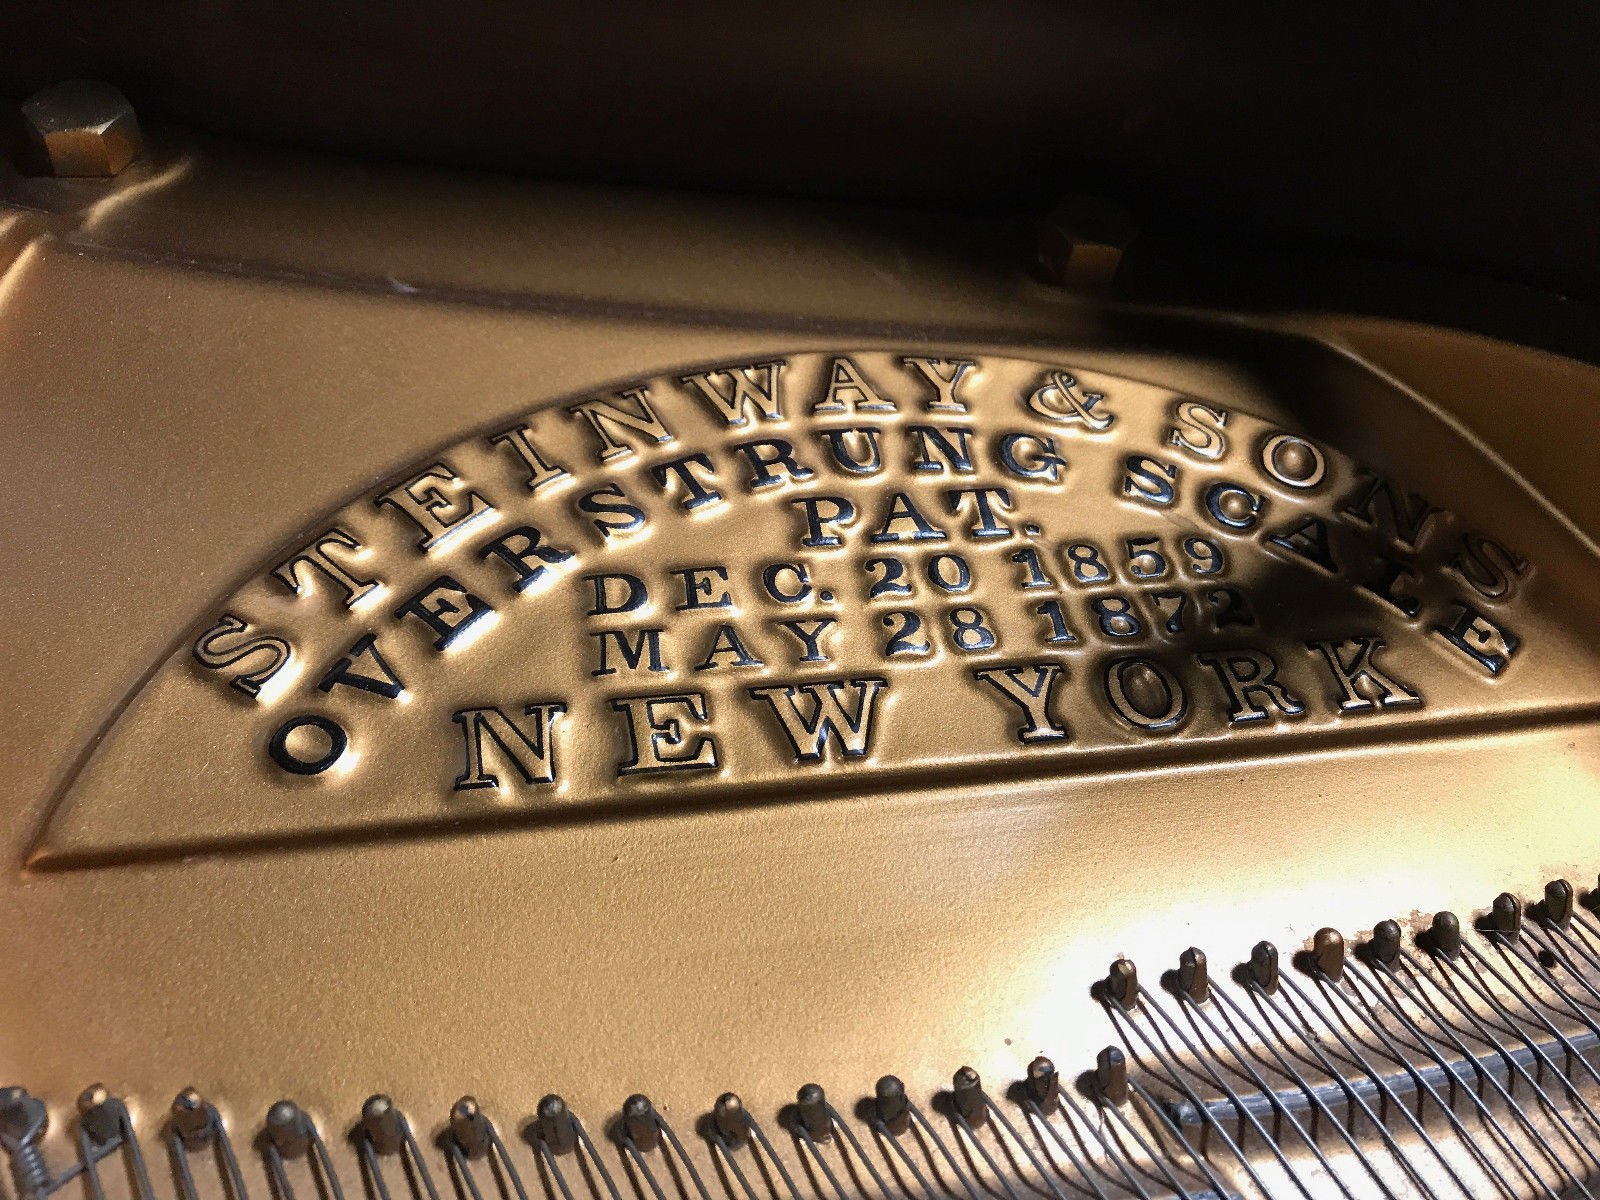 STEINWAY & SONS
OVERSTRUNG SCALE
PAT.
DEC. 20 1859
MAY 28 1872
NEW YORK